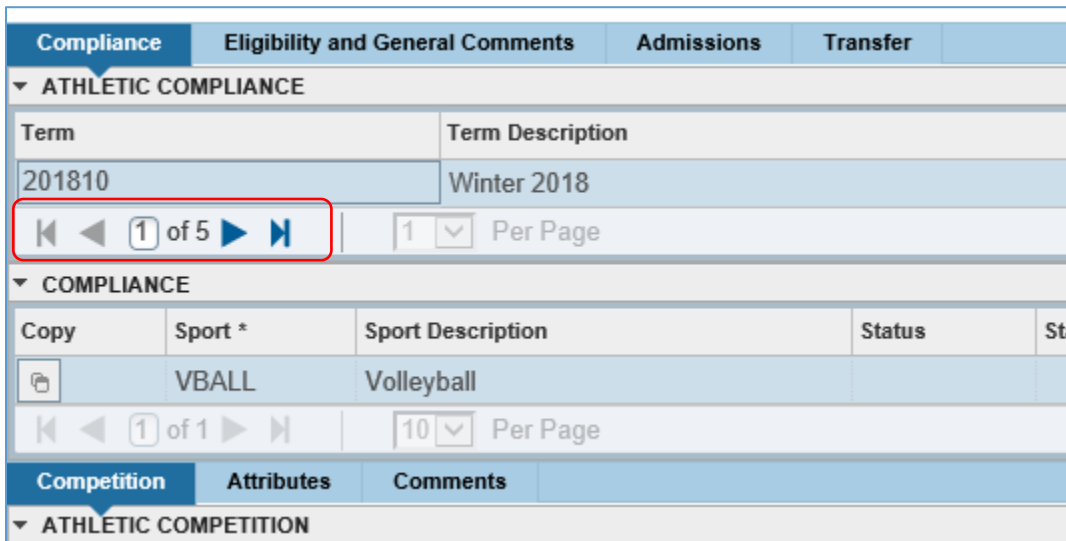 Compliance Eligibility and General Comments Admissions Transfer
ATHLETIC COMPLIANCE
Term Term Description
201810 Winter 2018
1 of 5 1 Per Page
COMPLIANCE
Copy Sport * Sport Description Status St
VBALL Volleyball
1 of 1 10 Per Page
Competition Attributes Comments
ATHLETIC COMPETITION